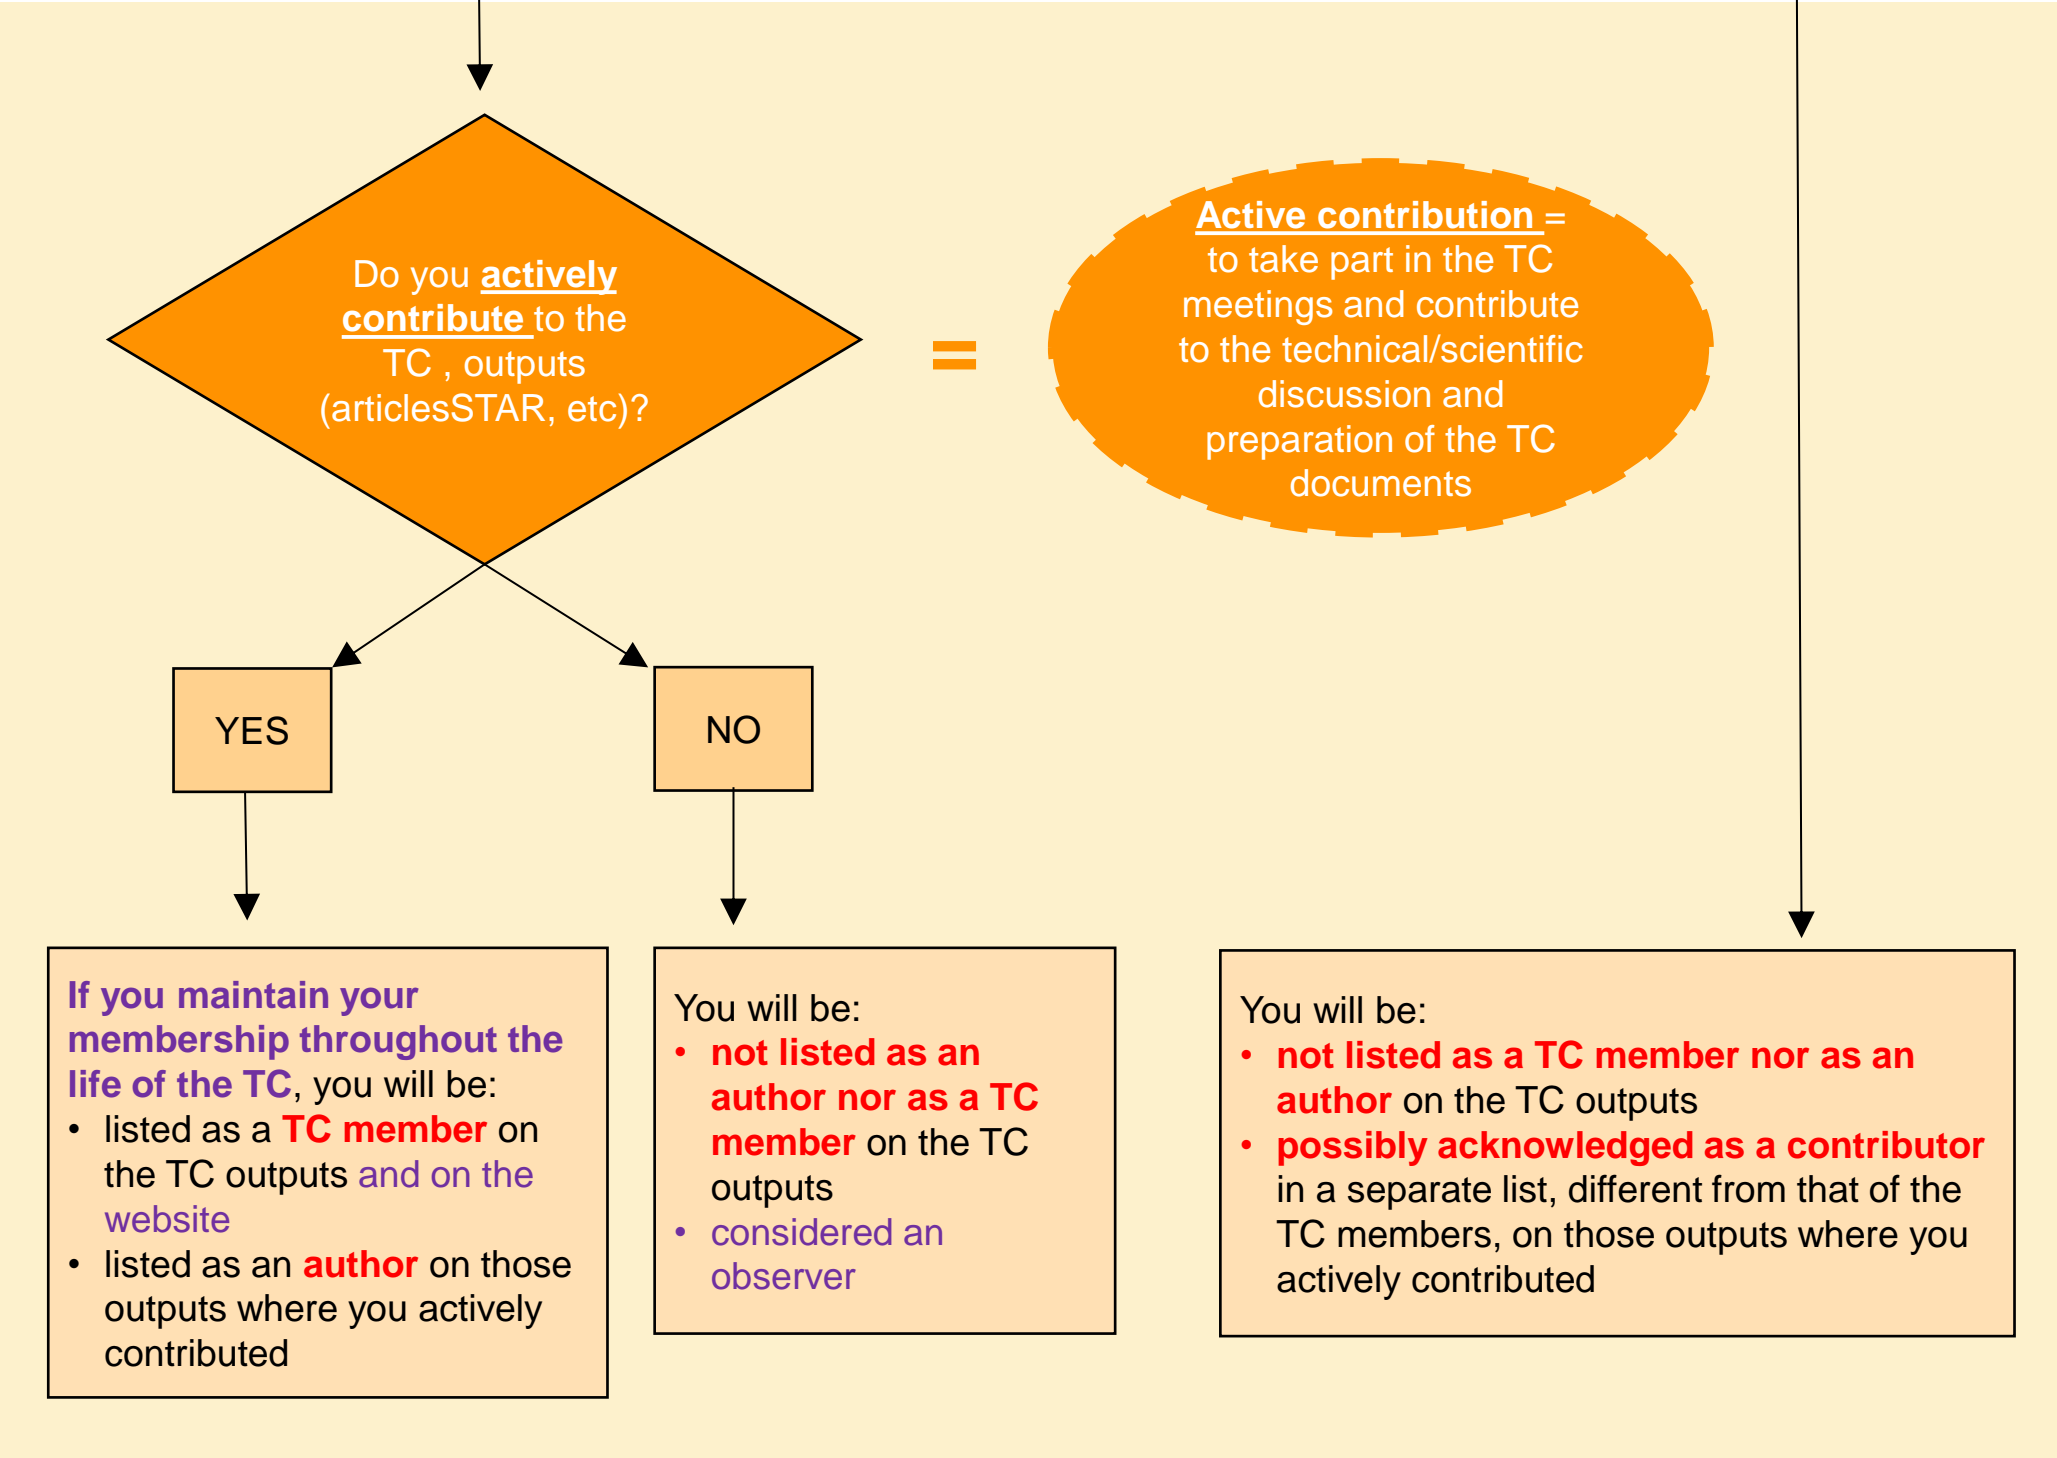 Do you actively
contribute to the
TC , outputs
(articlesSTAR, etc)?
=
Active contribution =
to take part in the TC
meetings and contribute
to the technical/scientific
discussion and
preparation of the TC
documents
YES
NO
If you maintain your
membership throughout the
life of the TC, you will be:
• listed as a TC member on
the TC outputs and on the
website
• listed as an author on those
outputs where you actively
contributed
You will be:
• not listed as an
author nor as a TC
member on the TC
outputs
• considered an
observer
You will be:
• not listed as a TC member nor as an
author on the TC outputs
• possibly acknowledged as a contributor
in a separate list, different from that of the
TC members, on those outputs where you
actively contributed